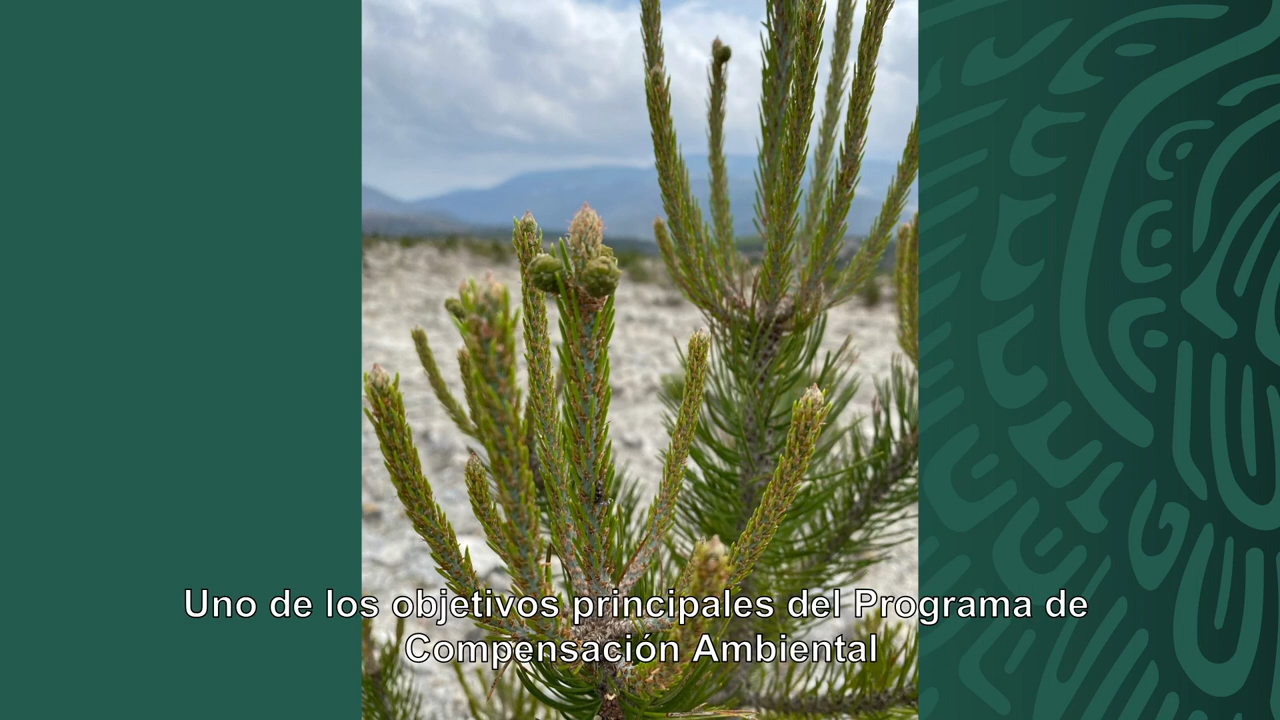 Uno de los objetivos principales del Programa de
Compensación Ambiental